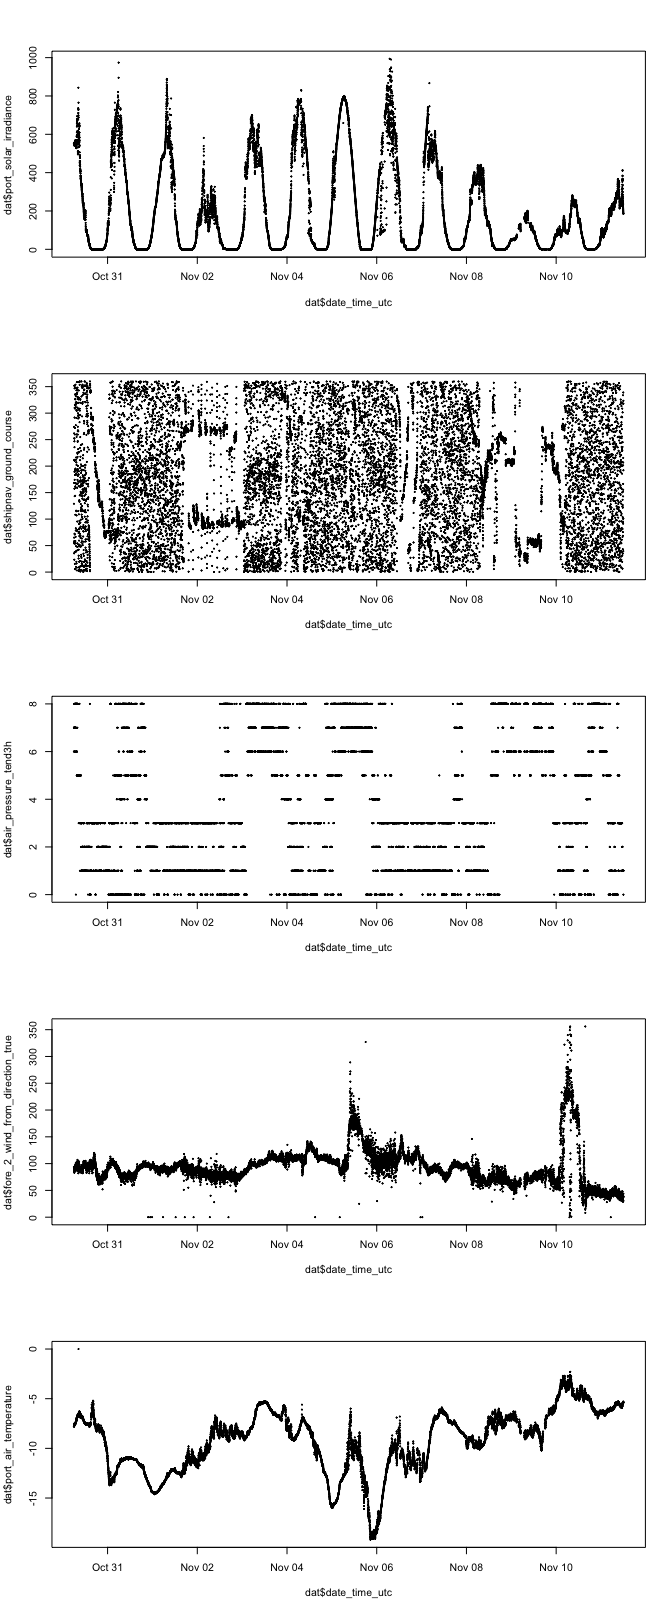 dat$port_solar_irradiance
0 200 400 600 800 1000
Oct 31 Nov 02 Nov 04 Nov 06 Nov 08 Nov 10
dat$date_time_utc
dat$shipnav_ground_course
0 50 100 150 200 250 300 350
Oct 31 Nov 02 Nov 04 Nov 06 Nov 08 Nov 10
dat$date_time_utc
dat$air_pressure_tend3h
0 2 4 6 8
Oct 31 Nov 02 Nov 04 Nov 06 Nov 08 Nov 10
dat$date_time_utc
dat$fore_2_wind_from_direction_true
0 50 100 150 200 250 300 350
Oct 31 Nov 02 Nov 04 Nov 06 Nov 08 Nov 10
dat$date_time_utc
dat$port_air_temperature
-15 -10 -5 0
Oct 31 Nov 02 Nov 04 Nov 06 Nov 08 Nov 10
dat$date_time_utc